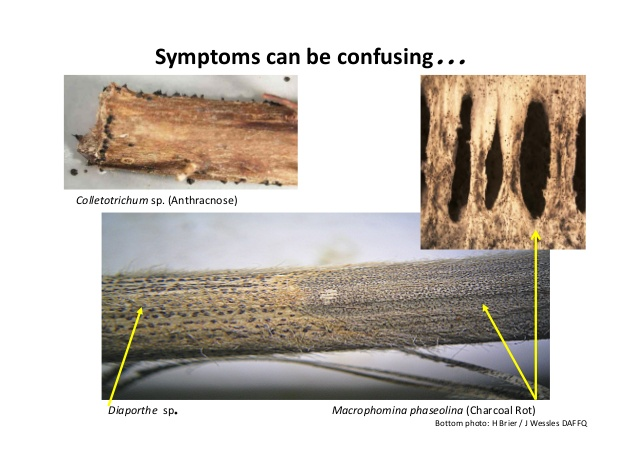 Symptoms can be confusing...
Colletotrichum sp. (Anthracnose)
Diaporthe sp.
Macrophomina phaseolina (Charcoal Rot)
Bottom photo: H Brier / J Wessles DAFFQ